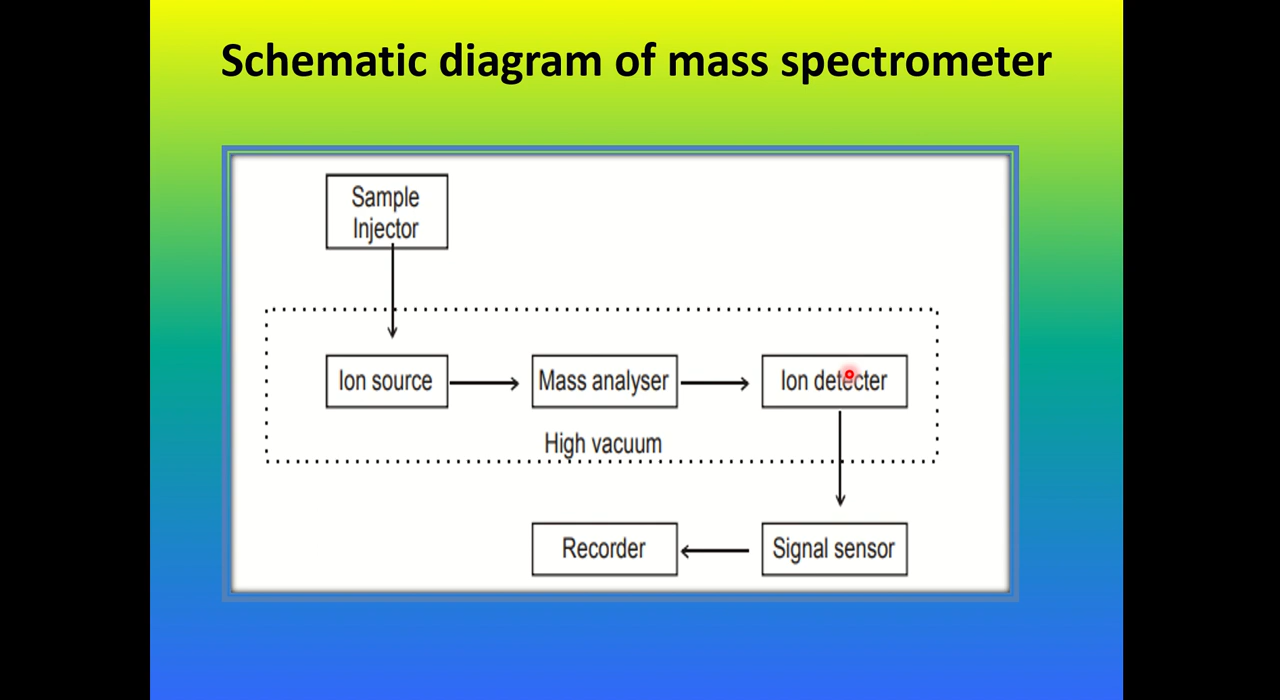 Schematic diagram of mass spectrometer
Sample
Injector
Ion source
Mass analyser
Ion detecter
High vacuum
Recorder
Signal sensor